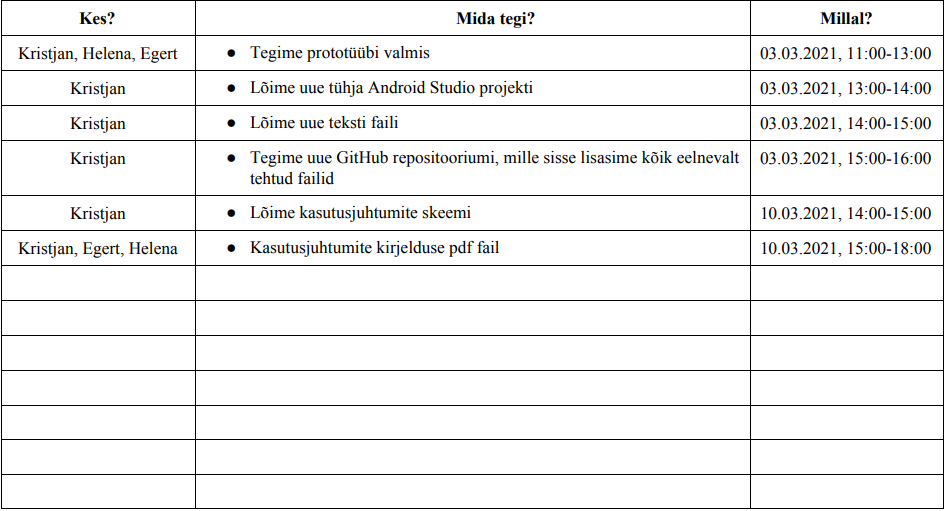 Kes? Mida tegi? Millal?
Kristjan, Helena, Egert ● Tegime prototüübi valmis 03.03.2021, 11:00-13:00
Kristjan ● Lõime uue tühja Android Studio projekti 03.03.2021, 13:00-14:00
Kristjan ● Lõime uue teksti faili 03.03.2021, 14:00-15:00
Kristjan ● Tegime uue GitHub repositooriumi, mille sisse lisasime kõik eelnevalt 03.03.2021, 15:00-16:00
tehtud failid
Kristjan ● Lõime kasutusjuhtumite skeemi 10.03.2021, 14:00-15:00
Kristjan, Egert, Helena ● Kasutusjuhtumite kirjelduse pdf fail 10.03.2021, 15:00-18:00